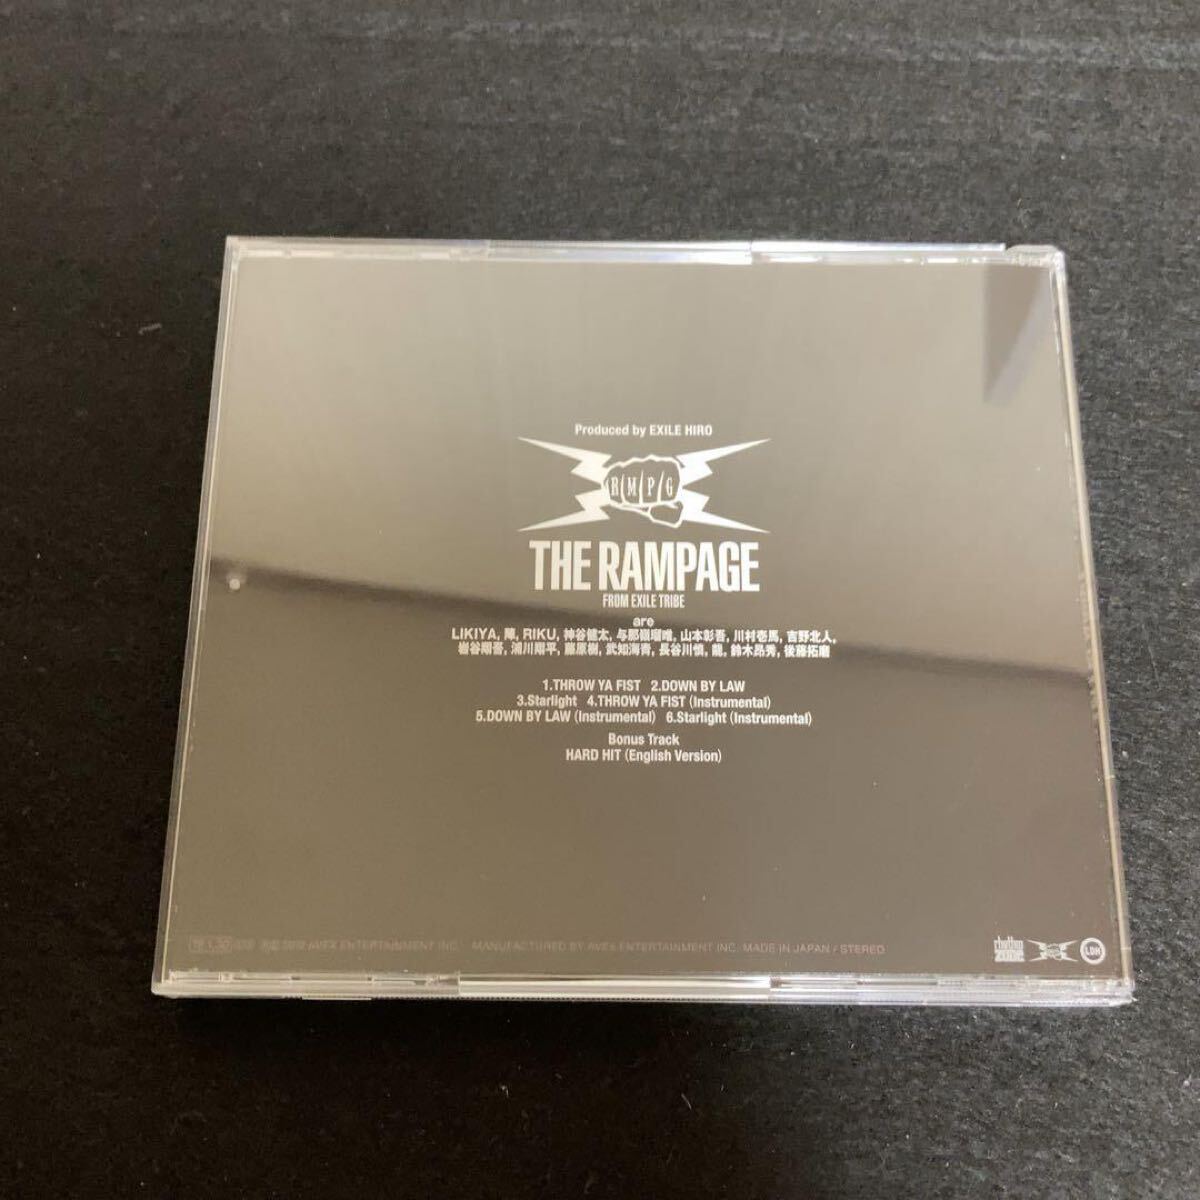 Produced by EXILE HIRO
R/M/P/G
THE RAMPAGE
FROM EXILE TRIBE
are
LIKIYA, 陣, RIKU, 神谷健太, 与那嶺瑠唯, 山本彰吾, 川村壱馬, 吉野北人,
岩谷翔吾, 浦川翔平, 藤原樹, 武知海青, 長谷川慎, 龍, 鈴木昂秀, 後藤拓磨
1.THROW YA FIST 2.DOWN BY LAW
3.Starlight 4.THROW YA FIST (Instrumental)
5.DOWN BY LAW (Instrumental) 6.Starlight (Instrumental)
Bonus Track
HARD HIT (English Version)
AVEX ENTERTAINMENT INC. MANUFACTURED BY AVEX ENTERTAINMENT INC. MADE IN JAPAN / STEREO
rhythm
ZONE
LDH